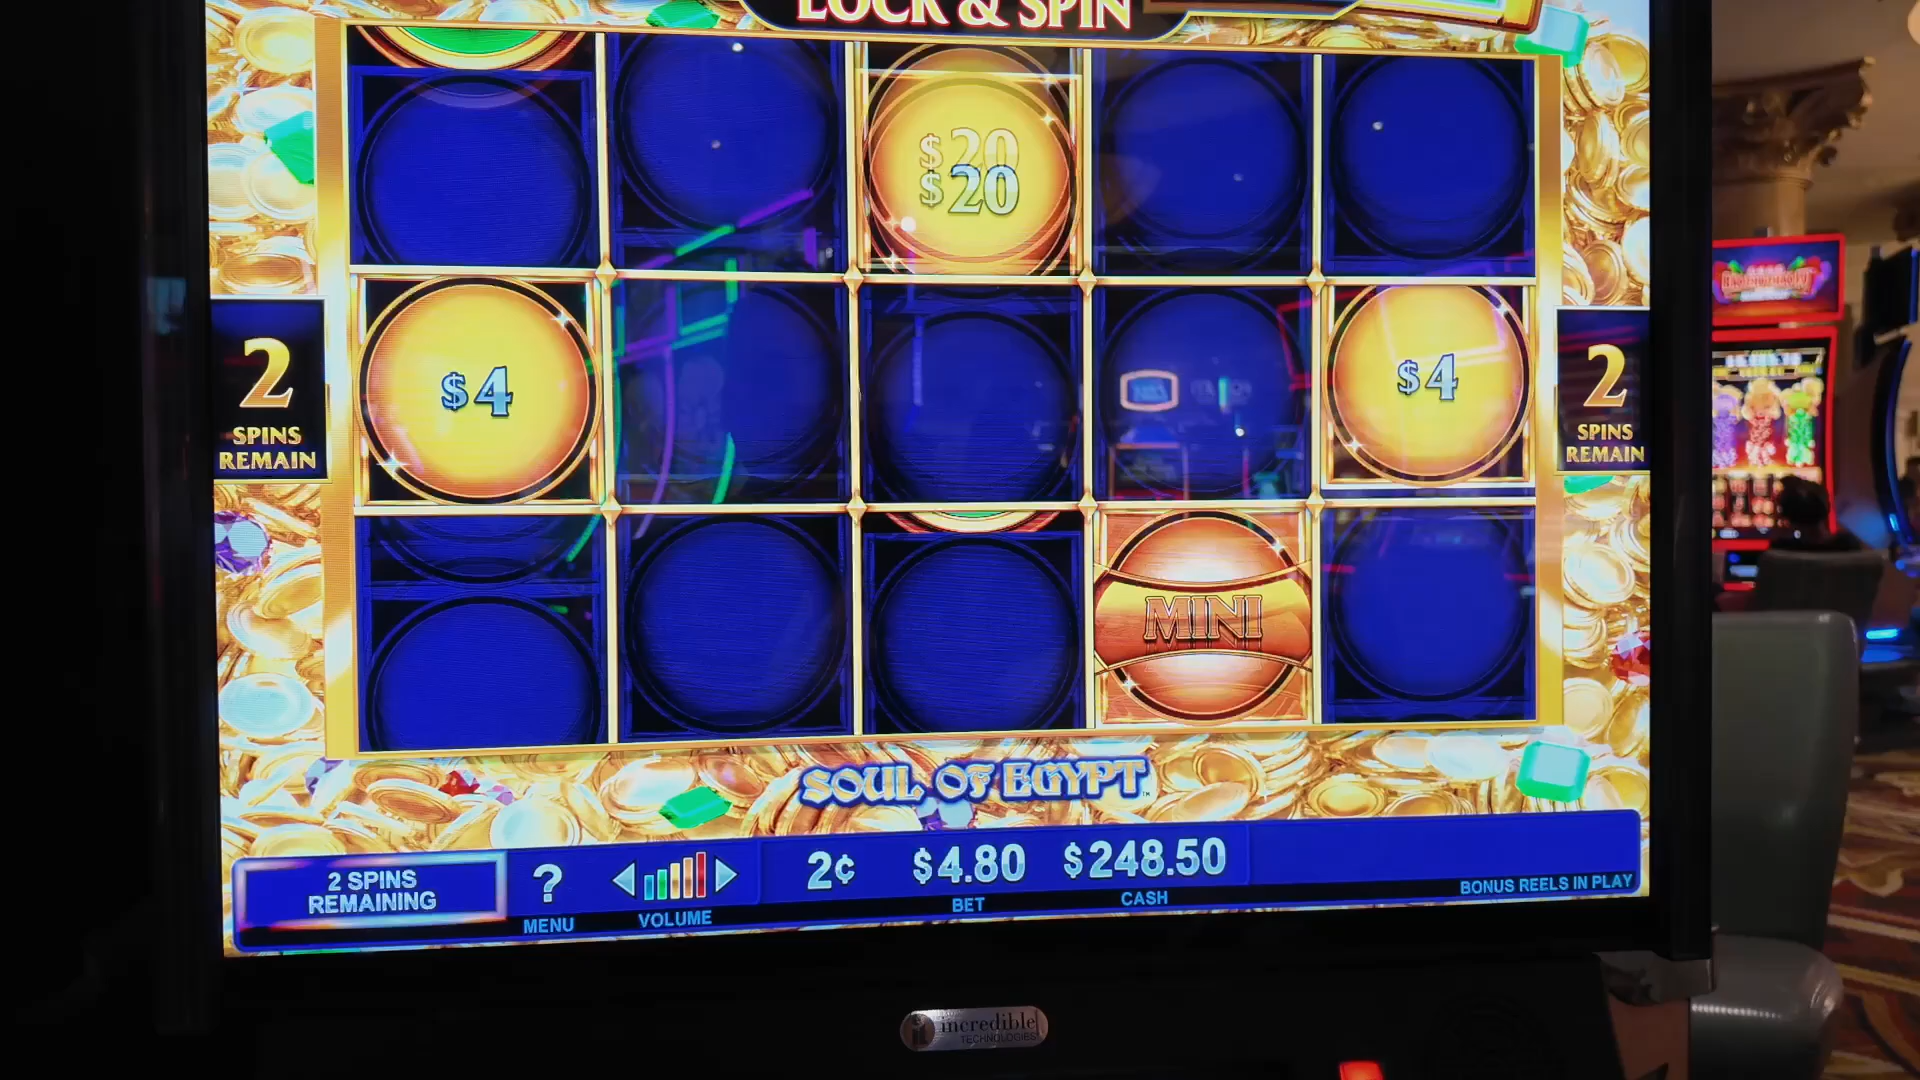 LOCK & SPIN
$20
$20
$4
$4
2
SPINS
REMAIN
2
SPINS
REMAIN
MINI
SOUL OF EGYPT
2 SPINS
REMAINING
?
MENU
VOLUME
2¢
$4.80
BET
$248.50
CASH
BONUS REELS IN PLAY
incredible
TECHNOLOGIES